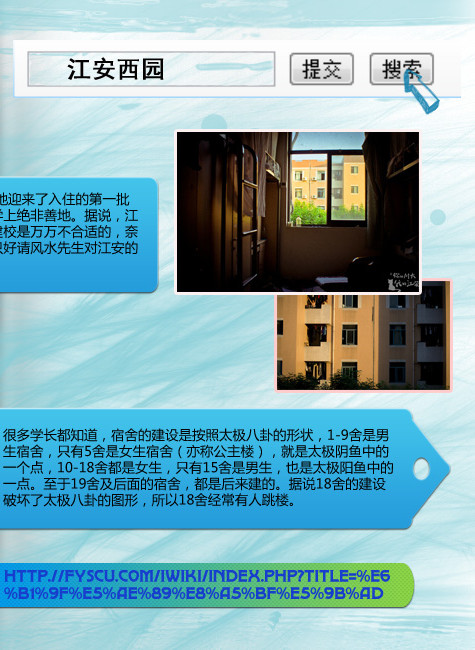 江安西园
提交
搜索
他迎来了入住的第一批
学上绝非善地。据说，江
建校是万万不合适的，奈
只好请风水先生对江安的
很多学长都知道，宿舍的建设是按照太极八卦的形状，1-9舍是男
生宿舍，只有5舍是女生宿舍（亦称公主楼），就是太极阴鱼中的
一个点，10-18舍都是女生，只有15舍是男生，也是太极阳鱼中的
一点。至于19舍及后面的宿舍，都是后来建的。据说18舍的建设
破坏了太极八卦的图形，所以18舍经常有人跳楼。
HTTP://FYSCU.COM/IWIKI/INDEX.PHP?TITLE=%E6
%B1%9F%E5%AE%89%E8%A5%BF%E5%9B%AD